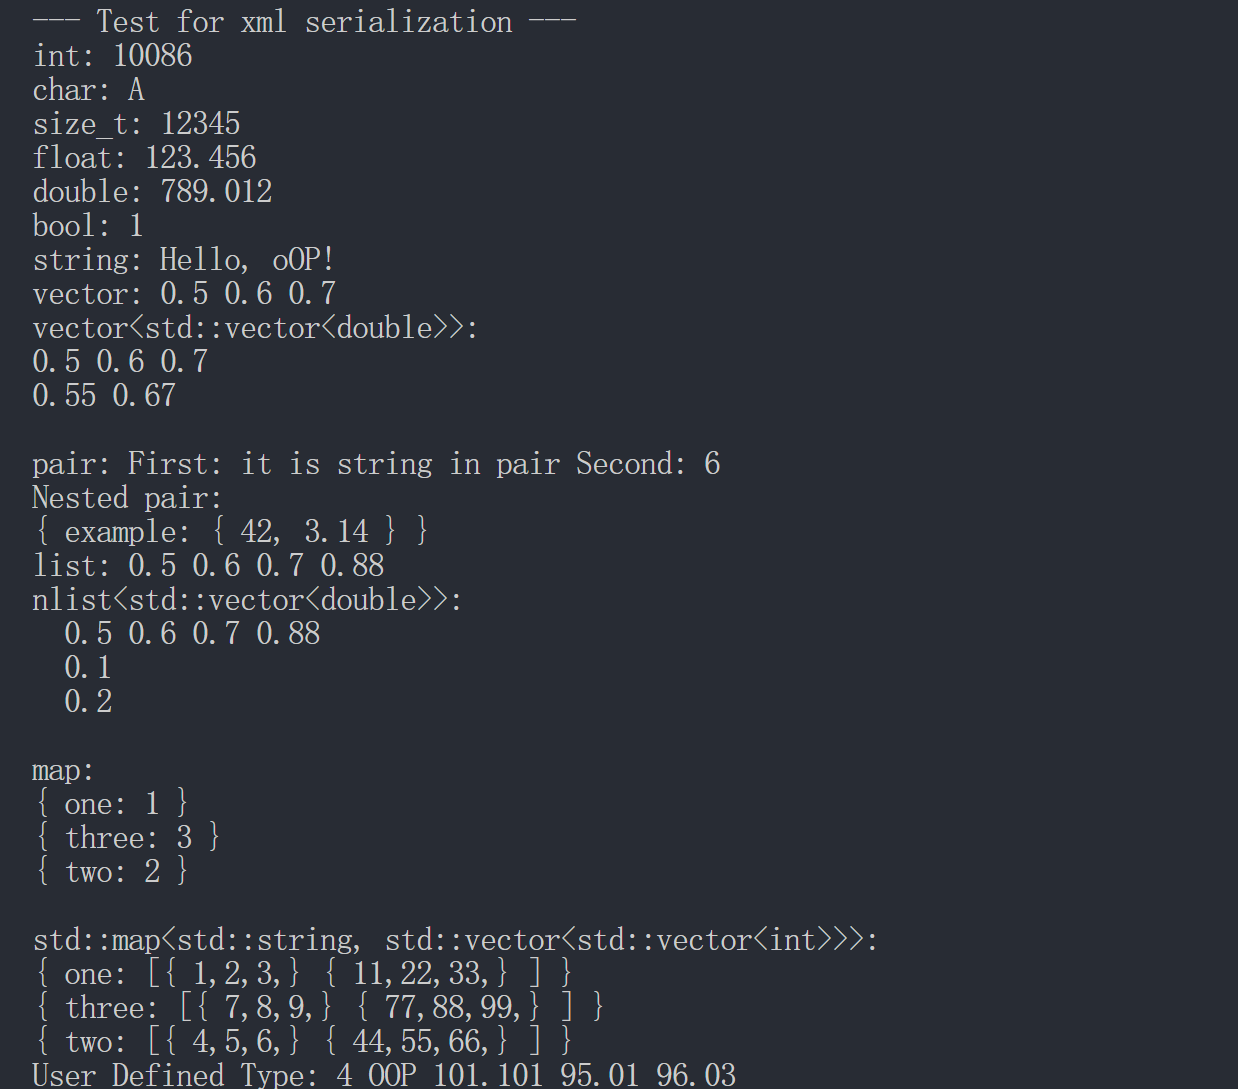 --- Test for xml serialization ---
int: 10086
char: A
size_t: 12345
float: 123.456
double: 789.012
bool: 1
string: Hello, oOP!
vector: 0.5 0.6 0.7
vector<std::vector<double>>:
0.5 0.6 0.7
0.55 0.67
pair: First: it is string in pair Second: 6
Nested pair:
{ example: { 42, 3.14 } }
list: 0.5 0.6 0.7 0.88
nlist<std::vector<double>>:
0.5 0.6 0.7 0.88
0.1
0.2
map:
{ one: 1 }
{ three: 3 }
{ two: 2 }
std::map<std::string, std::vector<std::vector<int>>>:
{ one: [{ 1,2,3,} { 11,22,33,} ] }
{ three: [{ 7,8,9,} { 77,88,99,} ] }
{ two: [{ 4,5,6,} { 44,55,66,} ] }
User Defined Type: 4 OOP 101.101 95.01 96.03